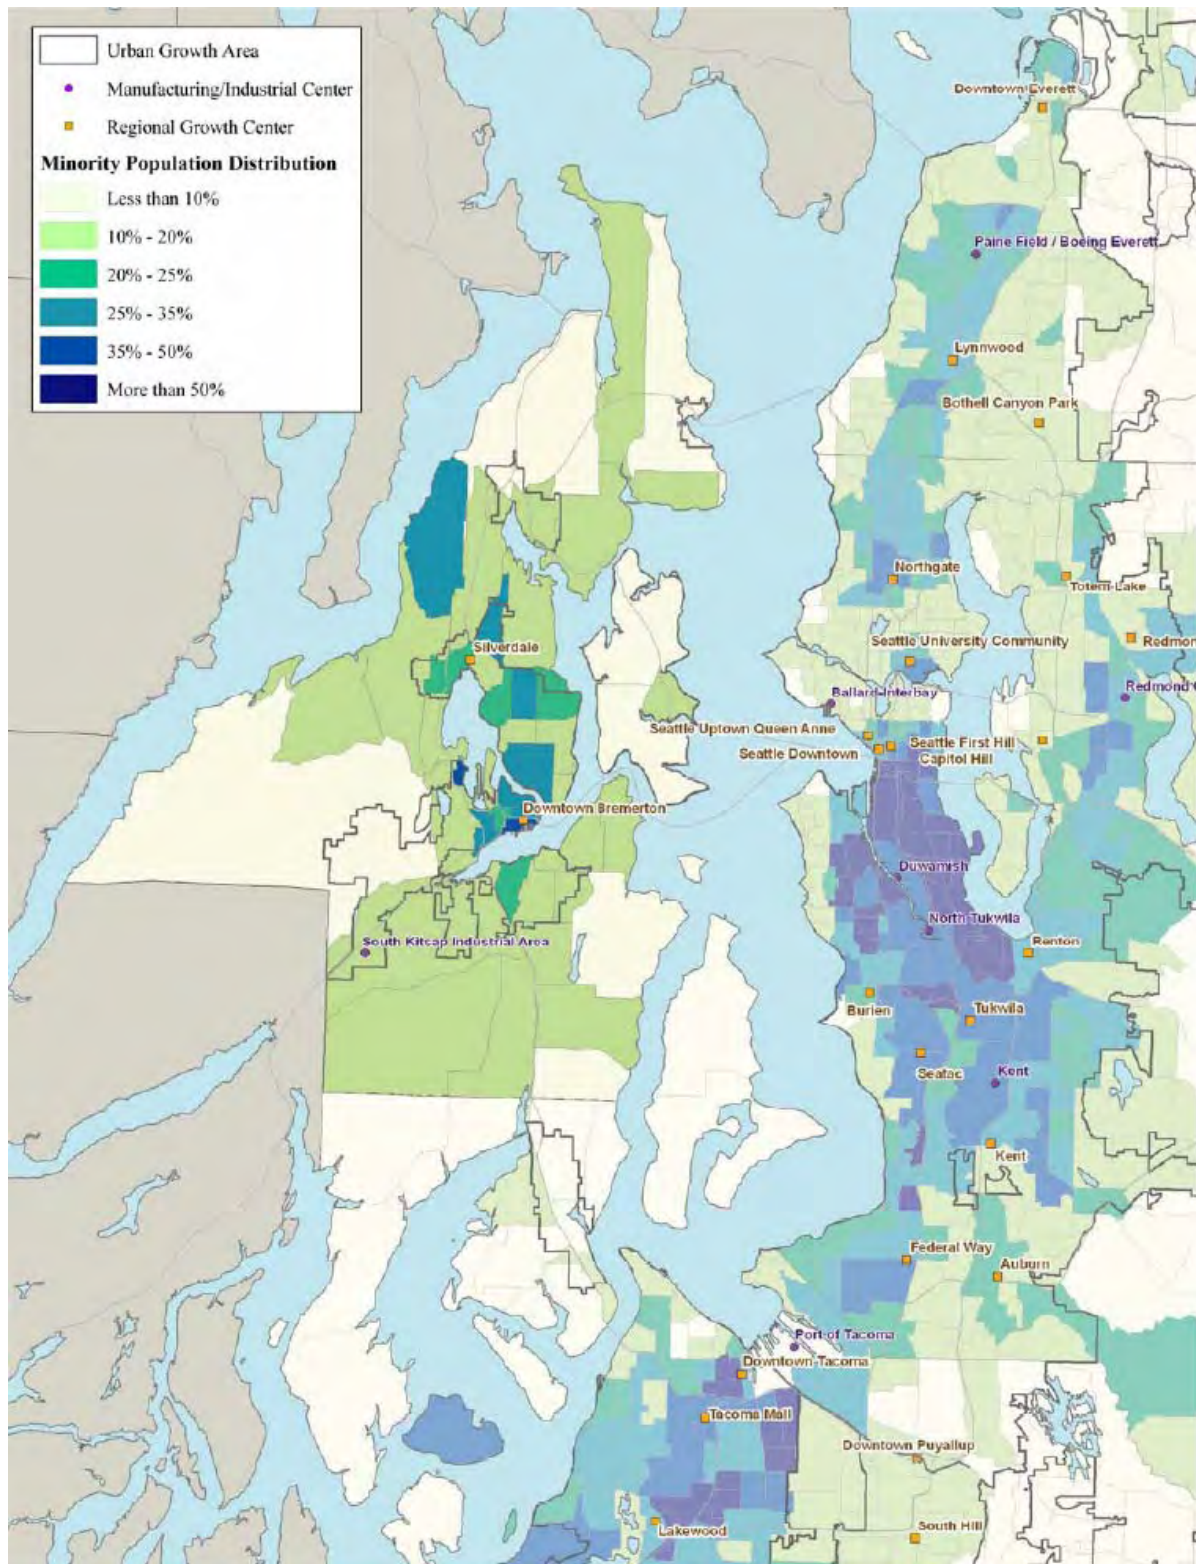 Urban Growth Area
Manufacturing/Industrial Center
Regional Growth Center
Minority Population Distribution
Less than 10%
10% - 20%
20% - 25%
25% - 35%
35% - 50%
More than 50%
Downtown Everett
Paine Field / Boeing Everett
Lynnwood
Bothell Canyon Park
Northgate
Totem Lake
Seattle University Community
Redmon
Silverdale
Ballard-Interbay
Redmond
Seattle Uptown Queen Anne
Seattle First Hill
Seattle Downtown
Capitol Hill
Downtown Bremerton
Duwamish
North Tukwila
South Kitsap Industrial Area
Renton
Burien
Tukwila
Seatac
Kent
Kent
Federal Way
Auburn
Port of Tacoma
Downtown Tacoma
Tacoma Mall
Downtown Puyallup
Lakewood
South Hill